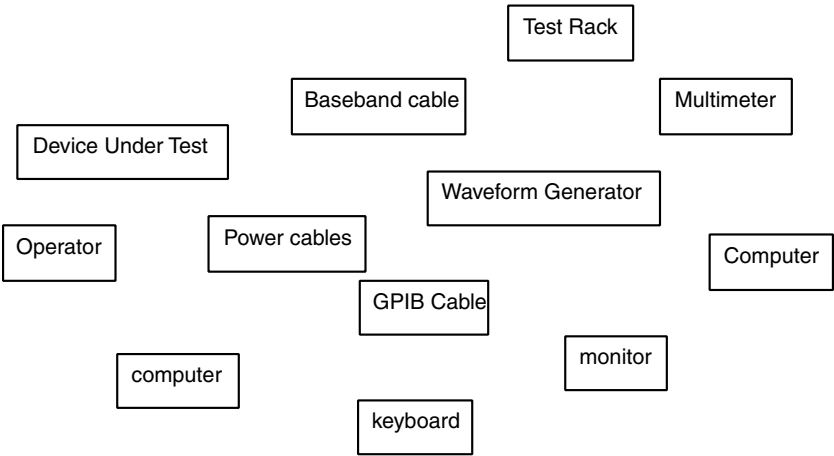 Test Rack
Baseband cable
Multimeter
Device Under Test
Waveform Generator
Power cables
Operator
Computer
GPIB Cable
monitor
computer
keyboard